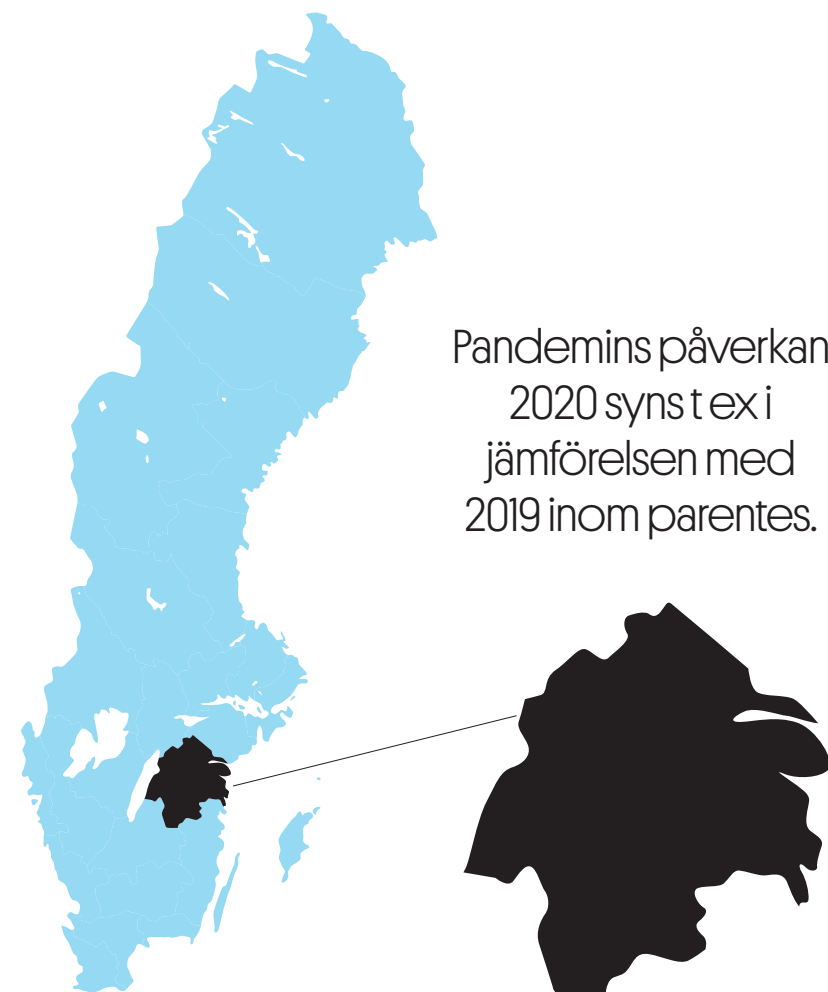 Pandemins påverkan
2020 syns t ex i
jämförelsen med
2019 inom parentes.